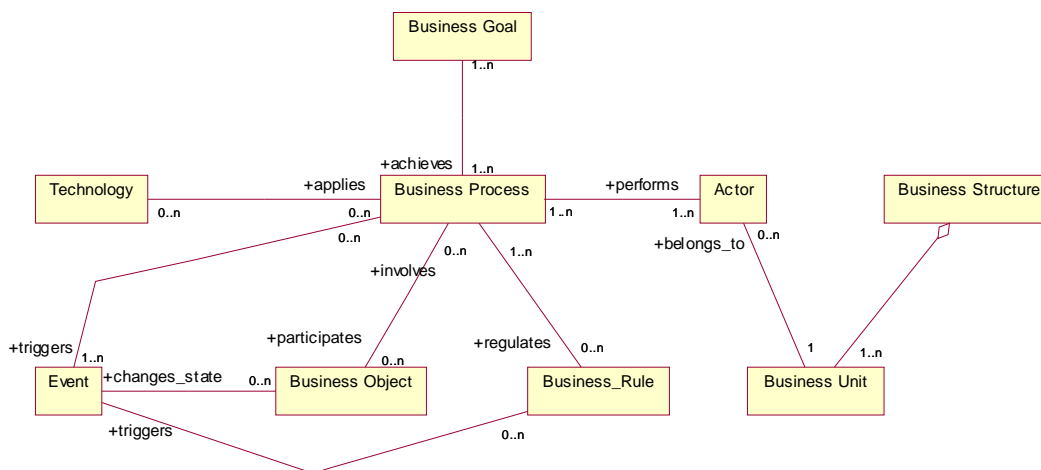 Business Goal
1..n
+achieves
1..n
Technology
+applies
Business Process
+performs
Actor
Business Structure
0..n
0..n
1..n
1..n
0..n
0..n
0..n
1..n
+belongs_to
+involves
+participates
+regulates
+triggers
1..n
0..n
0..n
1
1..n
Event
+changes_state
0..n
Business Object
Business_Rule
Business Unit
+triggers
0..n